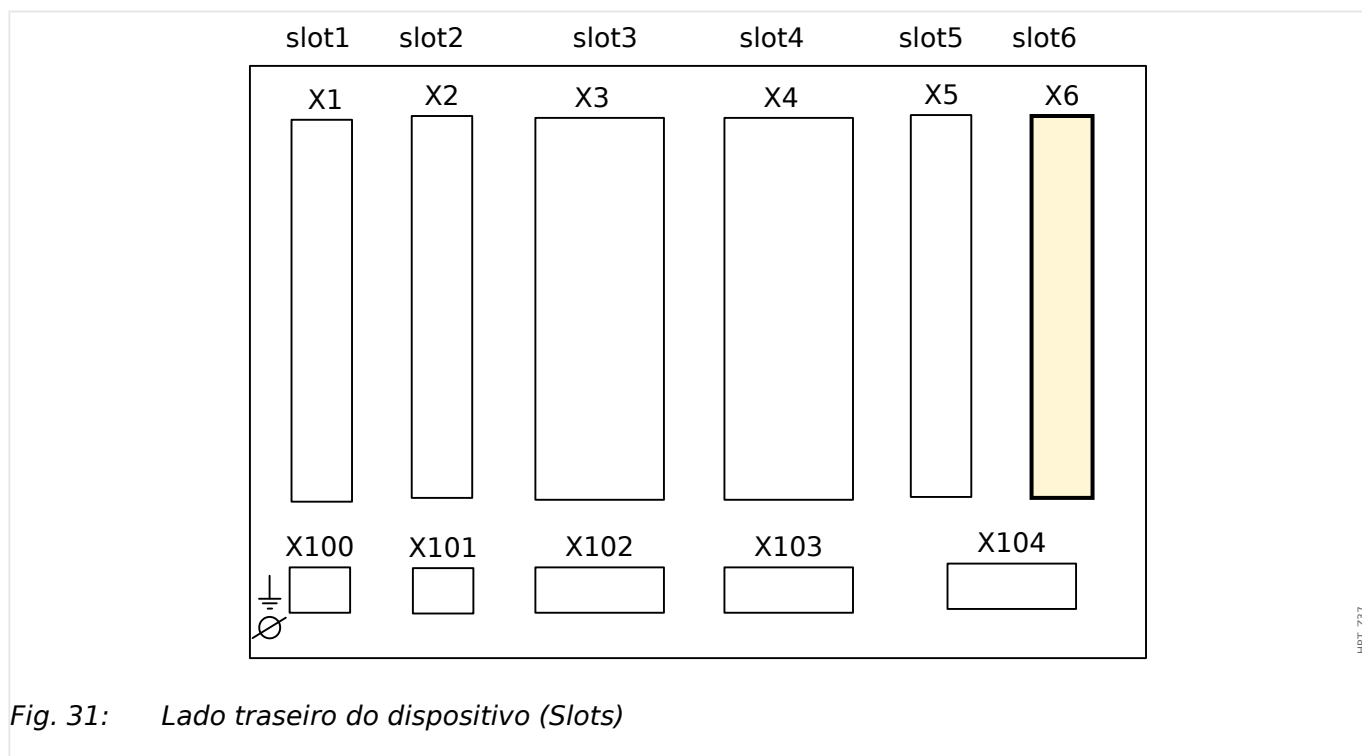 slot1 slot2 slot3 slot4 slot5 slot6
X1 X2 X3 X4 X5 X6
X100 X101 X102 X103 X104
Fig. 31: Lado traseiro do dispositivo (Slots)